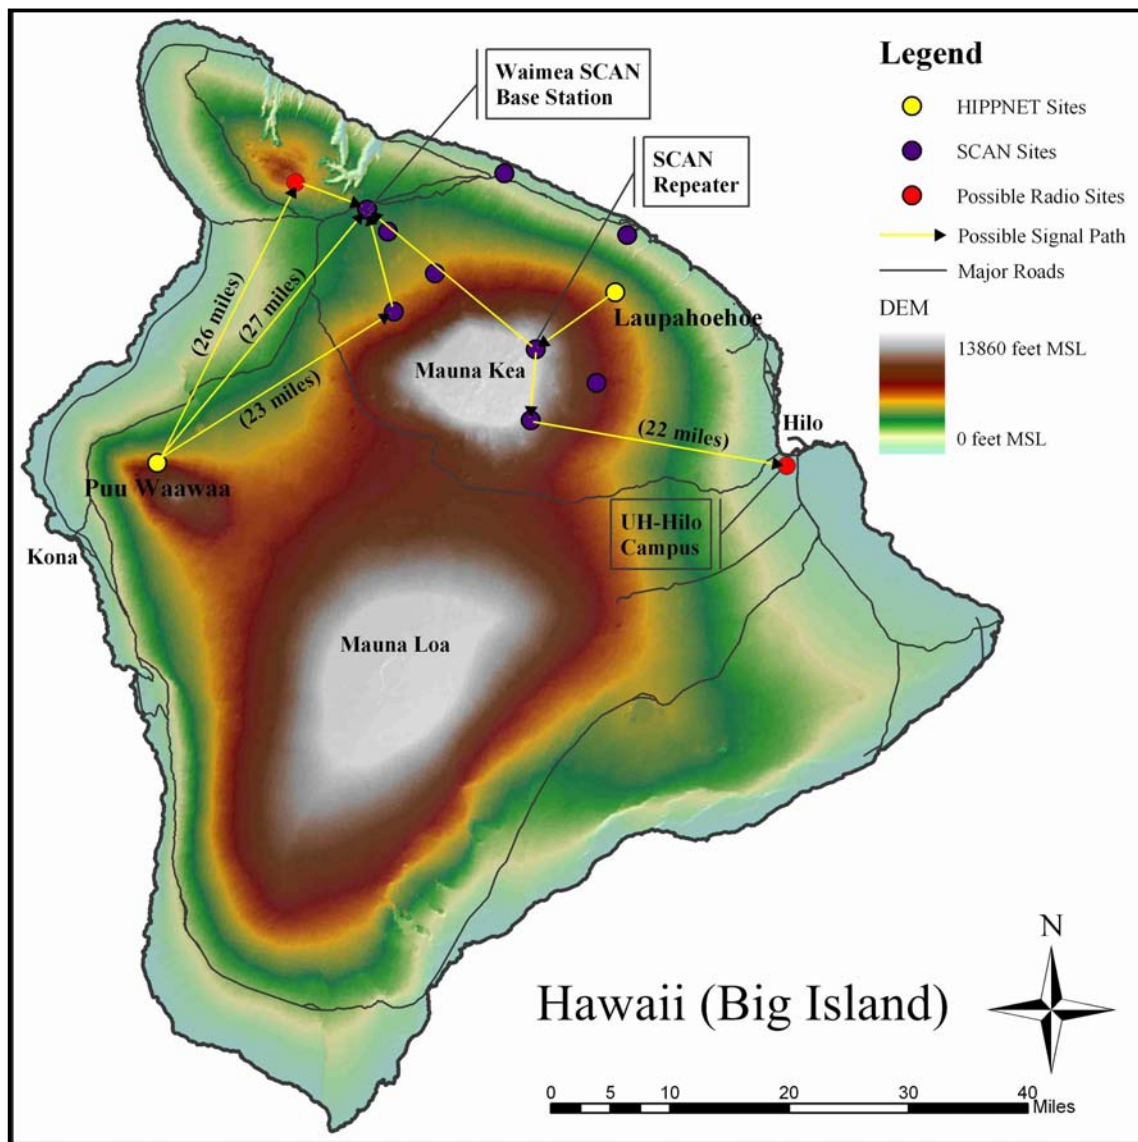 Waimea SCAN
Base Station
SCAN
Repeater
Legend
HIPPNET Sites
SCAN Sites
Possible Radio Sites
Possible Signal Path
Major Roads
DEM
13860 feet MSL
0 feet MSL
(26 miles)
(27 miles)
(23 miles)
Laupahoehoe
Mauna Kea
(22 miles)
Hilo
Puu Waawaa
UH-Hilo
Campus
Kona
Mauna Loa
N
Hawaii (Big Island)
0 5 10 20 30 40
Miles